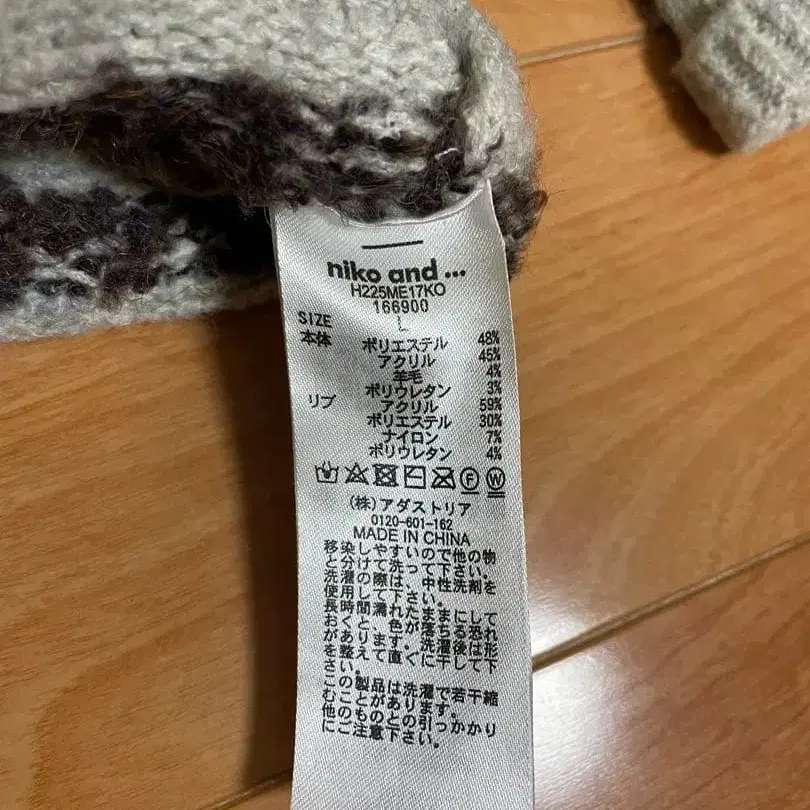 niko and ...
H225ME17KO
166900
SIZE L
本体 ポリエステル 48%
アクリル 45%
羊毛 4%
ポリウレタン 3%
リブ アクリル 59%
ポリエステル 30%
ナイロン 7%
ポリウレタン 4%
F W
(株)アダストリア
0120-601-162
MADE IN CHINA
移染しやすいので他の物
と分けて洗って下さい。
洗濯の際は、中性洗剤を
使用して下さい。
長時間濡れたままにして
おくと、色が落ちる恐れ
があります。洗濯後は形
を整えて直ぐに干して下
さい。
この製品は洗濯で若干縮
むことがあります。
他のものとの引っかかり
にご注意下さい。